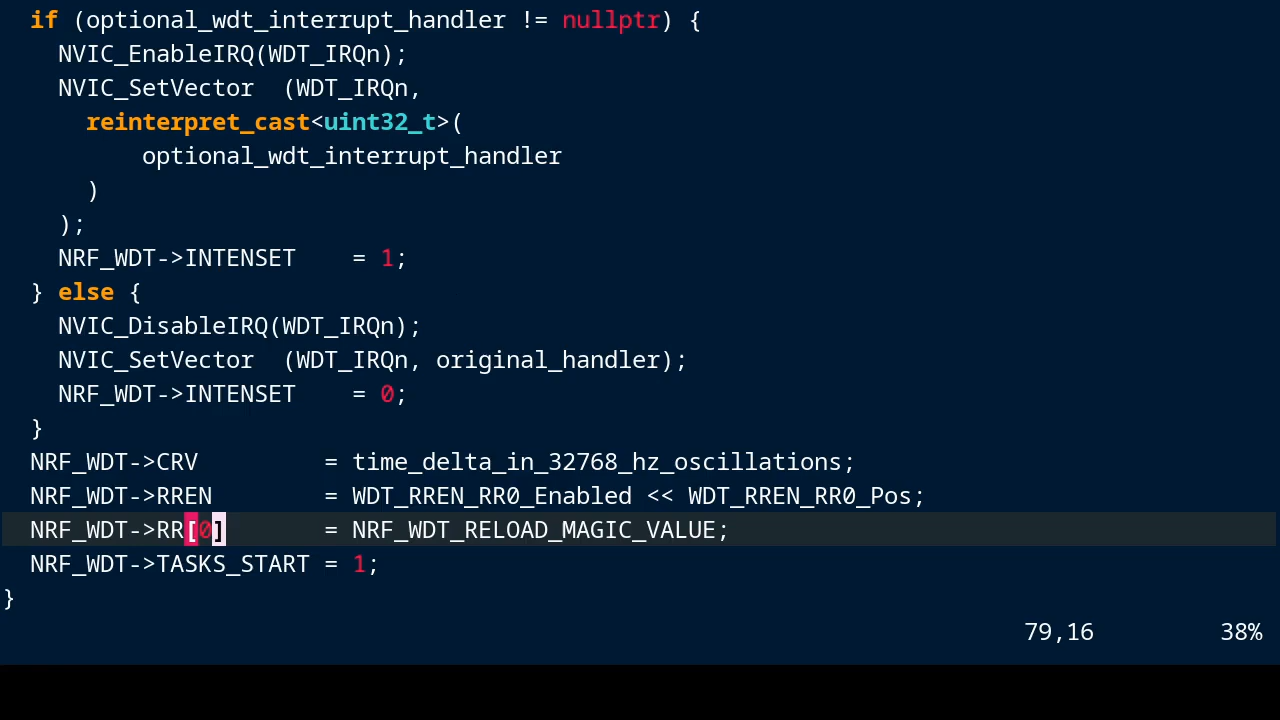 if (optional_wdt_interrupt_handler != nullptr) {
NVIC_EnableIRQ(WDT_IRQn);
NVIC_SetVector  (WDT_IRQn,
reinterpret_cast<uint32_t>(
optional_wdt_interrupt_handler
)
);
NRF_WDT->INTENSET    = 1;
} else {
NVIC_DisableIRQ(WDT_IRQn);
NVIC_SetVector  (WDT_IRQn, original_handler);
NRF_WDT->INTENSET    = 0;
}
NRF_WDT->CRV         = time_delta_in_32768_hz_oscillations;
NRF_WDT->RREN        = WDT_RREN_RR0_Enabled << WDT_RREN_RR0_Pos;
NRF_WDT->RR[0]       = NRF_WDT_RELOAD_MAGIC_VALUE;
NRF_WDT->TASKS_START = 1;
}
79,16         38%